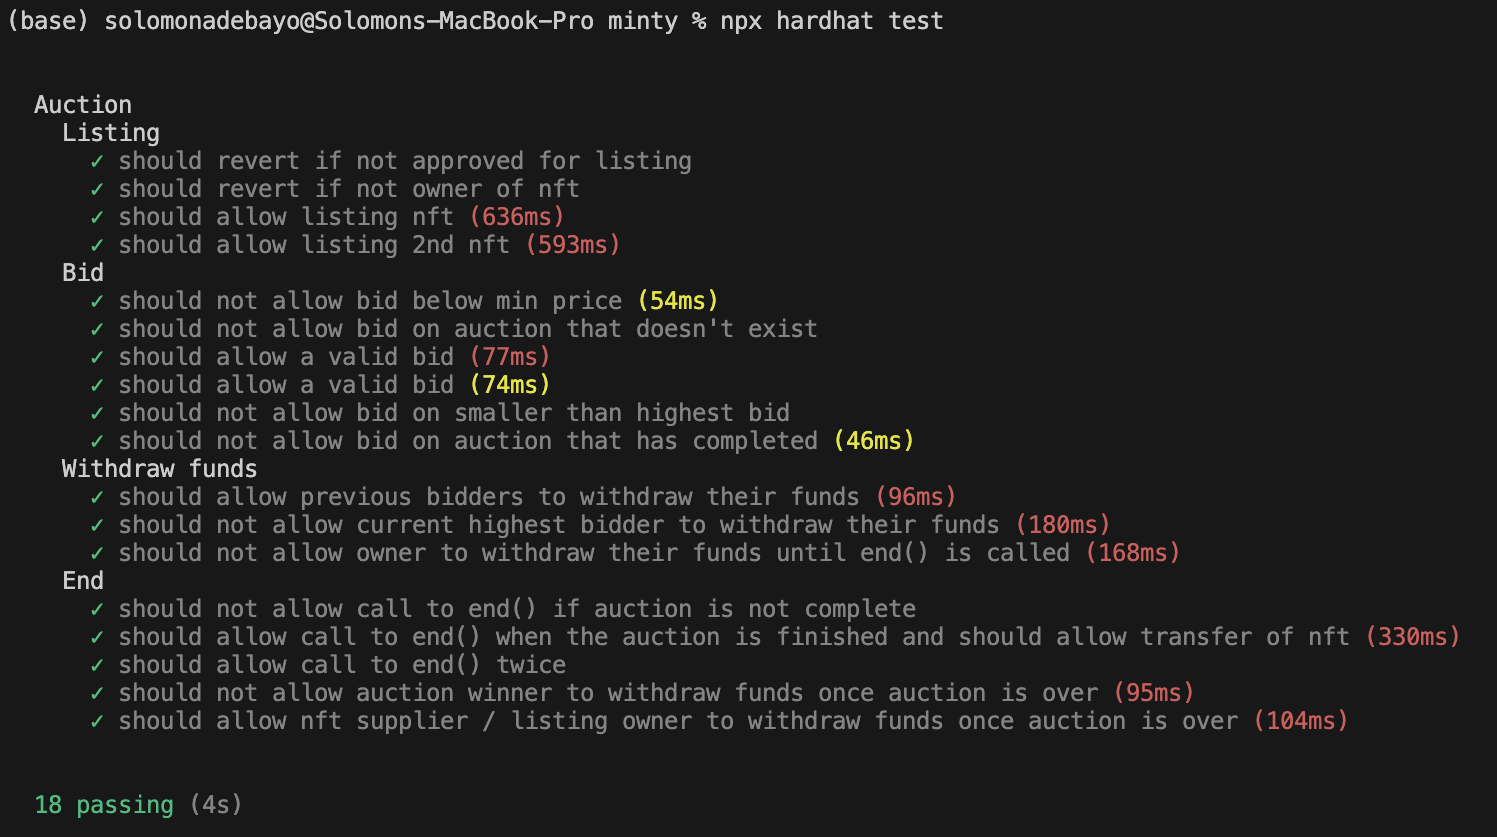 (base) solomonadebayo@Solomons-MacBook-Pro minty % npx hardhat test
Auction
Listing
✓ should revert if not approved for listing
✓ should revert if not owner of nft
✓ should allow listing nft (636ms)
✓ should allow listing 2nd nft (593ms)
Bid
✓ should not allow bid below min price (54ms)
✓ should not allow bid on auction that doesn't exist
✓ should allow a valid bid (77ms)
✓ should allow a valid bid (74ms)
✓ should not allow bid on smaller than highest bid
✓ should not allow bid on auction that has completed (46ms)
Withdraw funds
✓ should allow previous bidders to withdraw their funds (96ms)
✓ should not allow current highest bidder to withdraw their funds (180ms)
✓ should not allow owner to withdraw their funds until end() is called (168ms)
End
✓ should not allow call to end() if auction is not complete
✓ should allow call to end() when the auction is finished and should allow transfer of nft (330ms)
✓ should allow call to end() twice
✓ should not allow auction winner to withdraw funds once auction is over (95ms)
✓ should allow nft supplier / listing owner to withdraw funds once auction is over (104ms)
18 passing (4s)